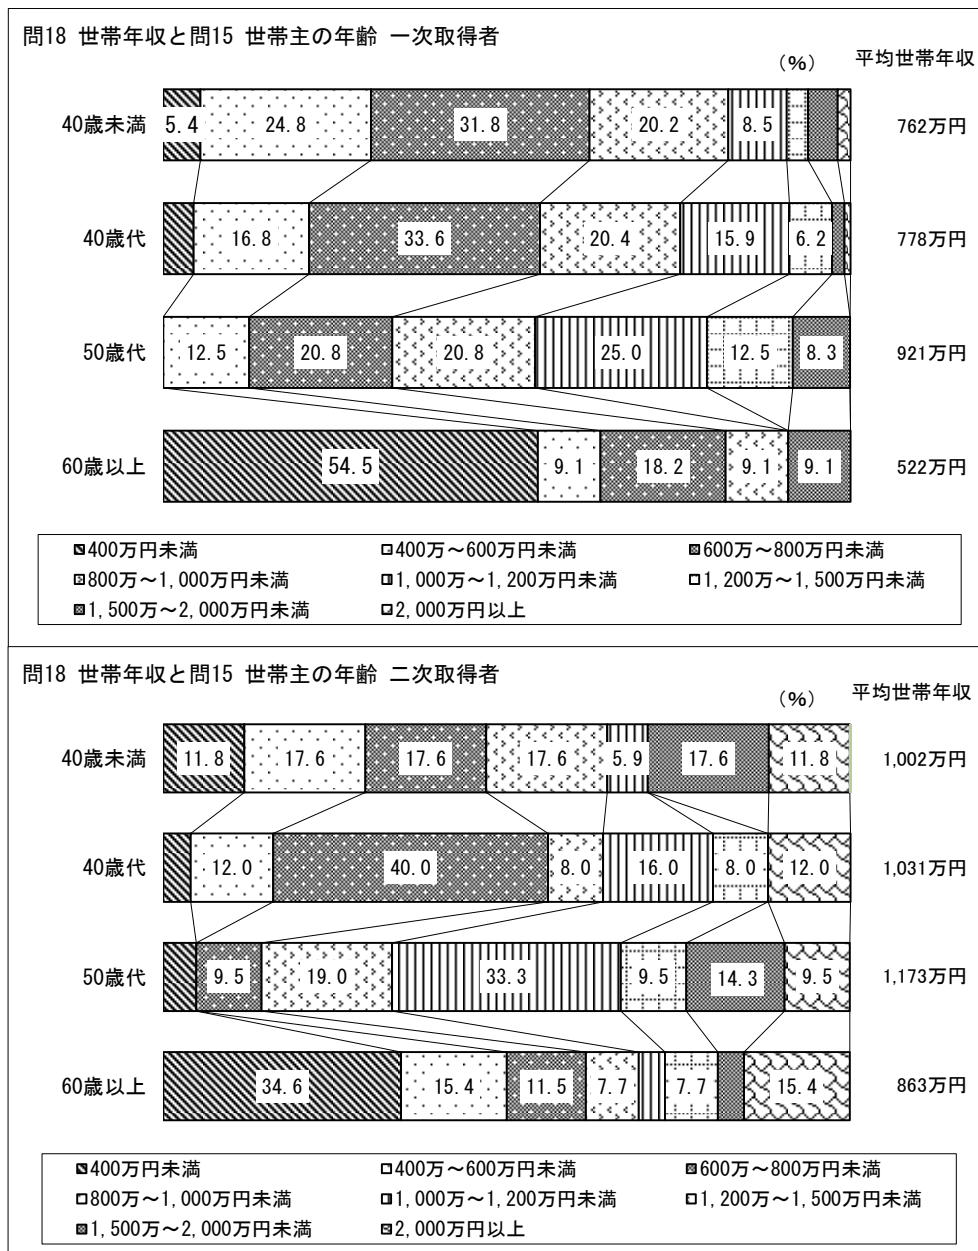 問18 世帯年収と問15 世帯主の年齢 一次取得者
(%) 平均世帯年収
40歳未満 5.4 24.8 31.8 20.2 8.5 762万円
40歳代 16.8 33.6 20.4 15.9 6.2 778万円
50歳代 12.5 20.8 20.8 25.0 12.5 8.3 921万円
60歳以上 54.5 9.1 18.2 9.1 9.1 522万円
400万円未満 400万～600万円未満 600万～800万円未満
800万～1,000万円未満 1,000万～1,200万円未満 1,200万～1,500万円未満
1,500万～2,000万円未満 2,000万円以上
問18 世帯年収と問15 世帯主の年齢 二次取得者
(%) 平均世帯年収
40歳未満 11.8 17.6 17.6 17.6 5.9 17.6 11.8 1,002万円
40歳代 12.0 40.0 8.0 16.0 8.0 12.0 1,031万円
50歳代 9.5 19.0 33.3 9.5 14.3 9.5 1,173万円
60歳以上 34.6 15.4 11.5 7.7 7.7 15.4 863万円
400万円未満 400万～600万円未満 600万～800万円未満
800万～1,000万円未満 1,000万～1,200万円未満 1,200万～1,500万円未満
1,500万～2,000万円未満 2,000万円以上